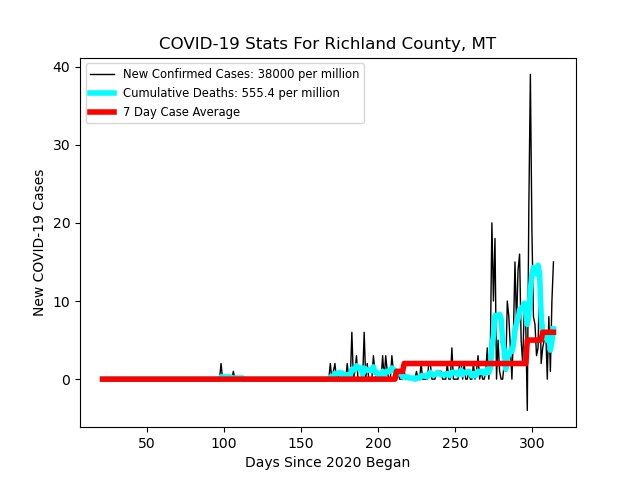 COVID-19 Stats For Richland County, MT
New Confirmed Cases: 38000 per million
Cumulative Deaths: 555.4 per million
7 Day Case Average
40
30
20
10
0
New COVID-19 Cases
50 100 150 200 250 300
Days Since 2020 Began